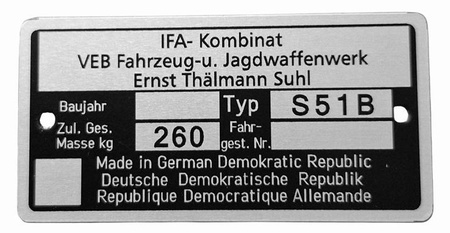 IFA- Kombinat
VEB Fahrzeug-u. Jagdwaffenwerk
Ernst Thälmann Suhl
Baujahr Typ S51B
Zul. Ges. Masse kg 260 Fahr-gest. Nr.
Made in German Demokratic Republic
Deutsche Demokratische Republik
Republique Democratique Allemande